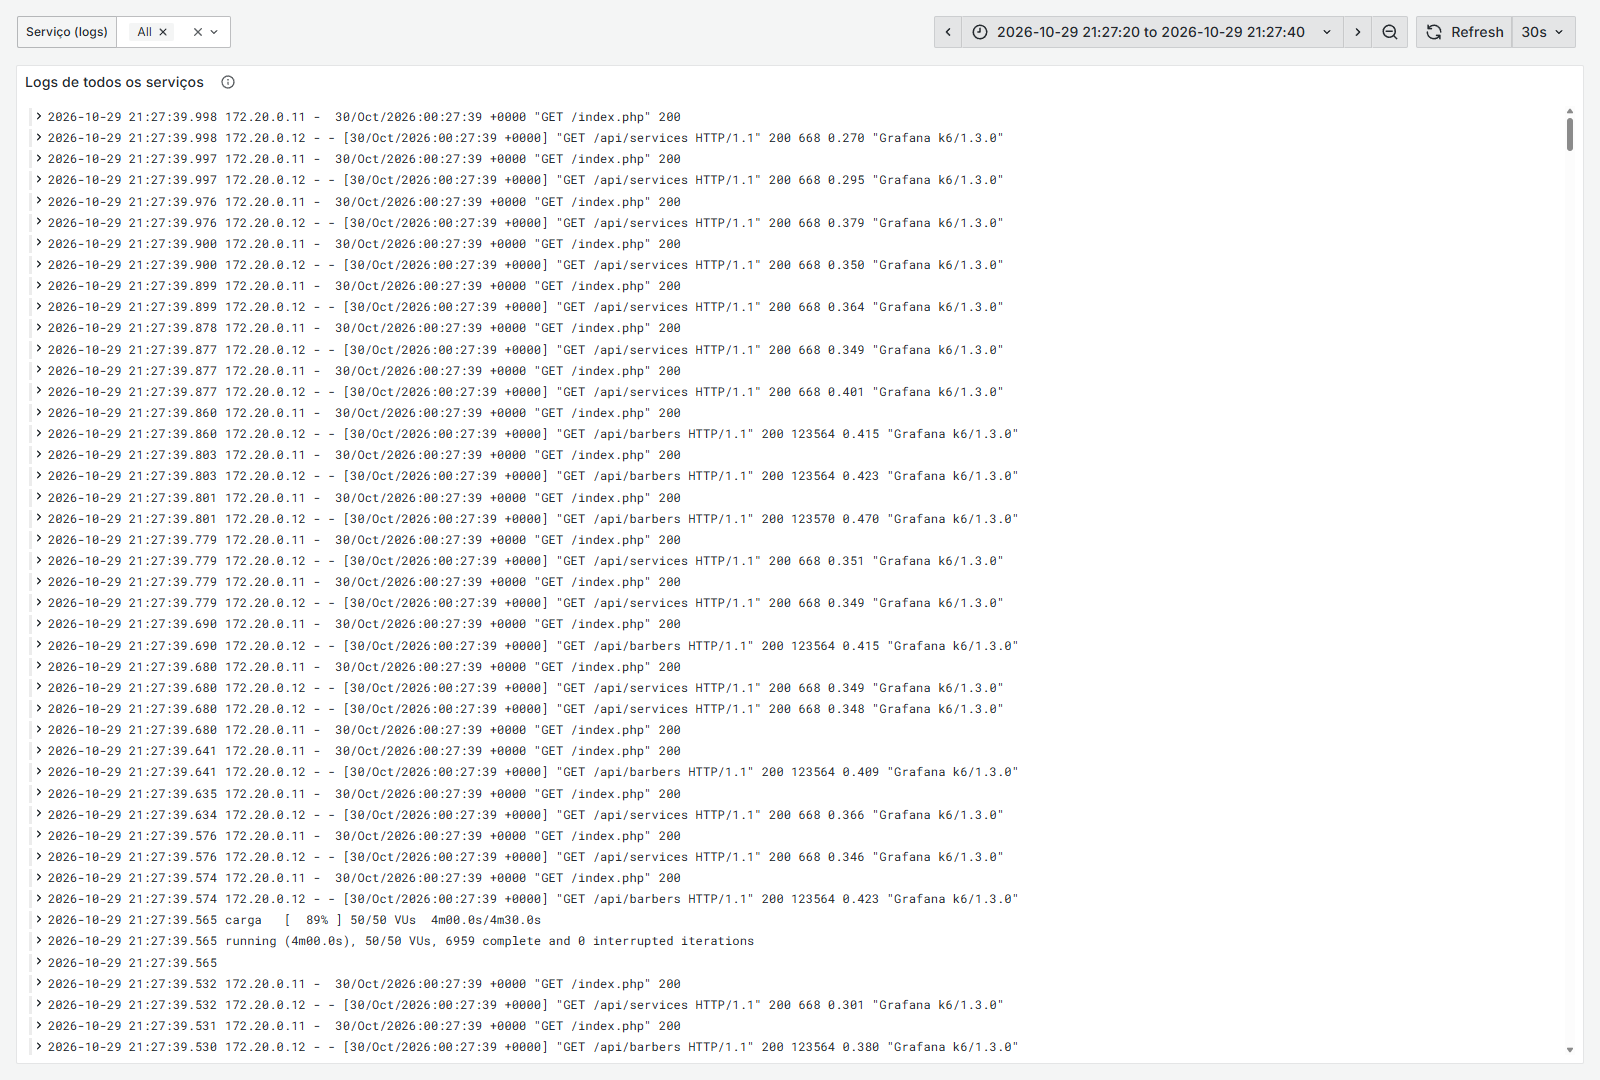 Serviço (logs) All
2026-10-29 21:27:20 to 2026-10-29 21:27:40 Refresh 30s
Logs de todos os serviços
2026-10-29 21:27:39.998 172.20.0.11 -  30/Oct/2026:00:27:39 +0000 "GET /index.php" 200
2026-10-29 21:27:39.998 172.20.0.12 - - [30/Oct/2026:00:27:39 +0000] "GET /api/services HTTP/1.1" 200 668 0.270 "Grafana k6/1.3.0"
2026-10-29 21:27:39.997 172.20.0.11 -  30/Oct/2026:00:27:39 +0000 "GET /index.php" 200
2026-10-29 21:27:39.997 172.20.0.12 - - [30/Oct/2026:00:27:39 +0000] "GET /api/services HTTP/1.1" 200 668 0.295 "Grafana k6/1.3.0"
2026-10-29 21:27:39.976 172.20.0.11 -  30/Oct/2026:00:27:39 +0000 "GET /index.php" 200
2026-10-29 21:27:39.976 172.20.0.12 - - [30/Oct/2026:00:27:39 +0000] "GET /api/services HTTP/1.1" 200 668 0.379 "Grafana k6/1.3.0"
2026-10-29 21:27:39.900 172.20.0.11 -  30/Oct/2026:00:27:39 +0000 "GET /index.php" 200
2026-10-29 21:27:39.900 172.20.0.12 - - [30/Oct/2026:00:27:39 +0000] "GET /api/services HTTP/1.1" 200 668 0.350 "Grafana k6/1.3.0"
2026-10-29 21:27:39.899 172.20.0.11 -  30/Oct/2026:00:27:39 +0000 "GET /index.php" 200
2026-10-29 21:27:39.899 172.20.0.12 - - [30/Oct/2026:00:27:39 +0000] "GET /api/services HTTP/1.1" 200 668 0.364 "Grafana k6/1.3.0"
2026-10-29 21:27:39.878 172.20.0.11 -  30/Oct/2026:00:27:39 +0000 "GET /index.php" 200
2026-10-29 21:27:39.877 172.20.0.12 - - [30/Oct/2026:00:27:39 +0000] "GET /api/services HTTP/1.1" 200 668 0.349 "Grafana k6/1.3.0"
2026-10-29 21:27:39.877 172.20.0.11 -  30/Oct/2026:00:27:39 +0000 "GET /index.php" 200
2026-10-29 21:27:39.877 172.20.0.12 - - [30/Oct/2026:00:27:39 +0000] "GET /api/services HTTP/1.1" 200 668 0.401 "Grafana k6/1.3.0"
2026-10-29 21:27:39.860 172.20.0.11 -  30/Oct/2026:00:27:39 +0000 "GET /index.php" 200
2026-10-29 21:27:39.860 172.20.0.12 - - [30/Oct/2026:00:27:39 +0000] "GET /api/barbers HTTP/1.1" 200 123564 0.415 "Grafana k6/1.3.0"
2026-10-29 21:27:39.803 172.20.0.11 -  30/Oct/2026:00:27:39 +0000 "GET /index.php" 200
2026-10-29 21:27:39.803 172.20.0.12 - - [30/Oct/2026:00:27:39 +0000] "GET /api/barbers HTTP/1.1" 200 123564 0.423 "Grafana k6/1.3.0"
2026-10-29 21:27:39.801 172.20.0.11 -  30/Oct/2026:00:27:39 +0000 "GET /index.php" 200
2026-10-29 21:27:39.801 172.20.0.12 - - [30/Oct/2026:00:27:39 +0000] "GET /api/barbers HTTP/1.1" 200 123570 0.470 "Grafana k6/1.3.0"
2026-10-29 21:27:39.779 172.20.0.11 -  30/Oct/2026:00:27:39 +0000 "GET /index.php" 200
2026-10-29 21:27:39.779 172.20.0.12 - - [30/Oct/2026:00:27:39 +0000] "GET /api/services HTTP/1.1" 200 668 0.351 "Grafana k6/1.3.0"
2026-10-29 21:27:39.779 172.20.0.11 -  30/Oct/2026:00:27:39 +0000 "GET /index.php" 200
2026-10-29 21:27:39.779 172.20.0.12 - - [30/Oct/2026:00:27:39 +0000] "GET /api/services HTTP/1.1" 200 668 0.349 "Grafana k6/1.3.0"
2026-10-29 21:27:39.690 172.20.0.11 -  30/Oct/2026:00:27:39 +0000 "GET /index.php" 200
2026-10-29 21:27:39.690 172.20.0.12 - - [30/Oct/2026:00:27:39 +0000] "GET /api/barbers HTTP/1.1" 200 123564 0.415 "Grafana k6/1.3.0"
2026-10-29 21:27:39.680 172.20.0.11 -  30/Oct/2026:00:27:39 +0000 "GET /index.php" 200
2026-10-29 21:27:39.680 172.20.0.12 - - [30/Oct/2026:00:27:39 +0000] "GET /api/services HTTP/1.1" 200 668 0.349 "Grafana k6/1.3.0"
2026-10-29 21:27:39.680 172.20.0.12 - - [30/Oct/2026:00:27:39 +0000] "GET /api/services HTTP/1.1" 200 668 0.348 "Grafana k6/1.3.0"
2026-10-29 21:27:39.680 172.20.0.11 -  30/Oct/2026:00:27:39 +0000 "GET /index.php" 200
2026-10-29 21:27:39.641 172.20.0.11 -  30/Oct/2026:00:27:39 +0000 "GET /index.php" 200
2026-10-29 21:27:39.641 172.20.0.12 - - [30/Oct/2026:00:27:39 +0000] "GET /api/barbers HTTP/1.1" 200 123564 0.409 "Grafana k6/1.3.0"
2026-10-29 21:27:39.635 172.20.0.11 -  30/Oct/2026:00:27:39 +0000 "GET /index.php" 200
2026-10-29 21:27:39.634 172.20.0.12 - - [30/Oct/2026:00:27:39 +0000] "GET /api/services HTTP/1.1" 200 668 0.366 "Grafana k6/1.3.0"
2026-10-29 21:27:39.576 172.20.0.11 -  30/Oct/2026:00:27:39 +0000 "GET /index.php" 200
2026-10-29 21:27:39.576 172.20.0.12 - - [30/Oct/2026:00:27:39 +0000] "GET /api/services HTTP/1.1" 200 668 0.346 "Grafana k6/1.3.0"
2026-10-29 21:27:39.574 172.20.0.11 -  30/Oct/2026:00:27:39 +0000 "GET /index.php" 200
2026-10-29 21:27:39.574 172.20.0.12 - - [30/Oct/2026:00:27:39 +0000] "GET /api/barbers HTTP/1.1" 200 123564 0.423 "Grafana k6/1.3.0"
2026-10-29 21:27:39.565 carga   [  89% ] 50/50 VUs  4m00.0s/4m30.0s
2026-10-29 21:27:39.565 running (4m00.0s), 50/50 VUs, 6959 complete and 0 interrupted iterations
2026-10-29 21:27:39.565
2026-10-29 21:27:39.532 172.20.0.11 -  30/Oct/2026:00:27:39 +0000 "GET /index.php" 200
2026-10-29 21:27:39.532 172.20.0.12 - - [30/Oct/2026:00:27:39 +0000] "GET /api/services HTTP/1.1" 200 668 0.301 "Grafana k6/1.3.0"
2026-10-29 21:27:39.531 172.20.0.11 -  30/Oct/2026:00:27:39 +0000 "GET /index.php" 200
2026-10-29 21:27:39.530 172.20.0.12 - - [30/Oct/2026:00:27:39 +0000] "GET /api/barbers HTTP/1.1" 200 123564 0.380 "Grafana k6/1.3.0"